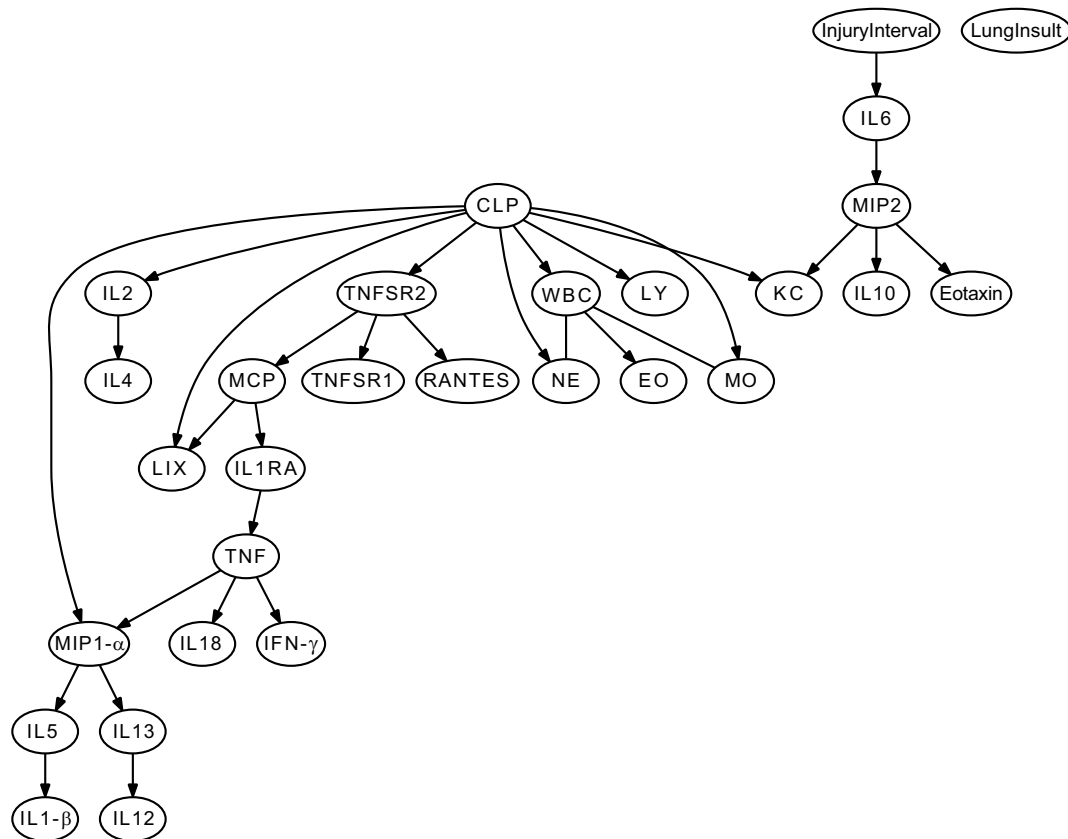 InjuryInterval LungInsult
IL6
CLP MIP2
IL2 TNFSR2 WBC LY KC IL10 Eotaxin
IL4 MCP TNFSR1 RANTES NE EO MO
LIX IL1RA
TNF
MIP1-α IL18 IFN-γ
IL5 IL13
IL1-β IL12